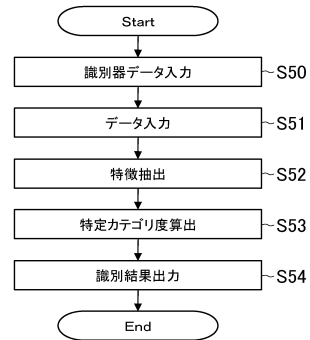 Start
識別器データ入力 S50
データ入力 S51
特徴抽出 S52
特定カテゴリ度算出 S53
識別結果出力 S54
End